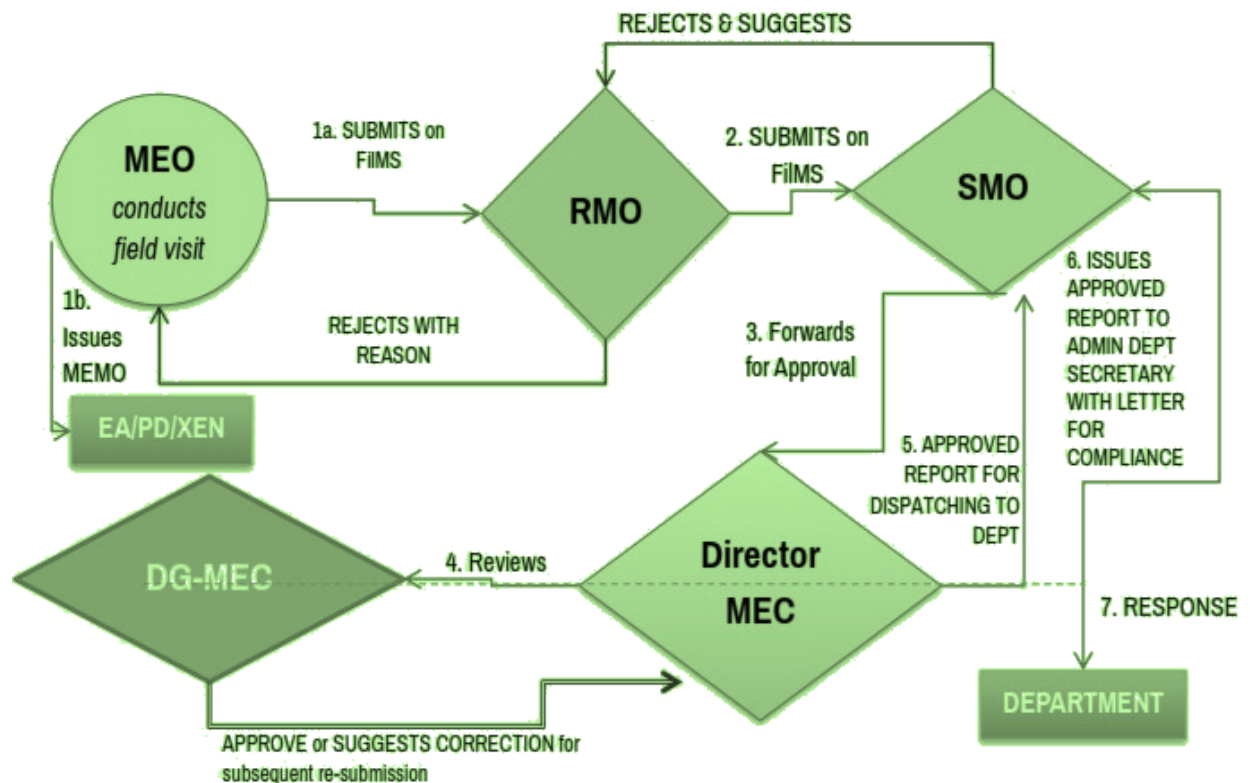 REJECTS & SUGGESTS
1a. SUBMITS on
FilMS
2. SUBMITS on
FilMS
MEO
conducts
field visit
RMO
SMO
1b.
Issues
MEMO
REJECTS WITH
REASON
3. Forwards
for Approval
6. ISSUES
APPROVED
REPORT TO
ADMIN DEPT
SECRETARY
WITH LETTER
FOR
COMPLIANCE
EA/PD/XEN
5. APPROVED
REPORT FOR
DISPATCHING TO
DEPT
DG-MEC
4. Reviews
Director
MEC
7. RESPONSE
DEPARTMENT
APPROVE or SUGGESTS CORRECTION for
subsequent re-submission